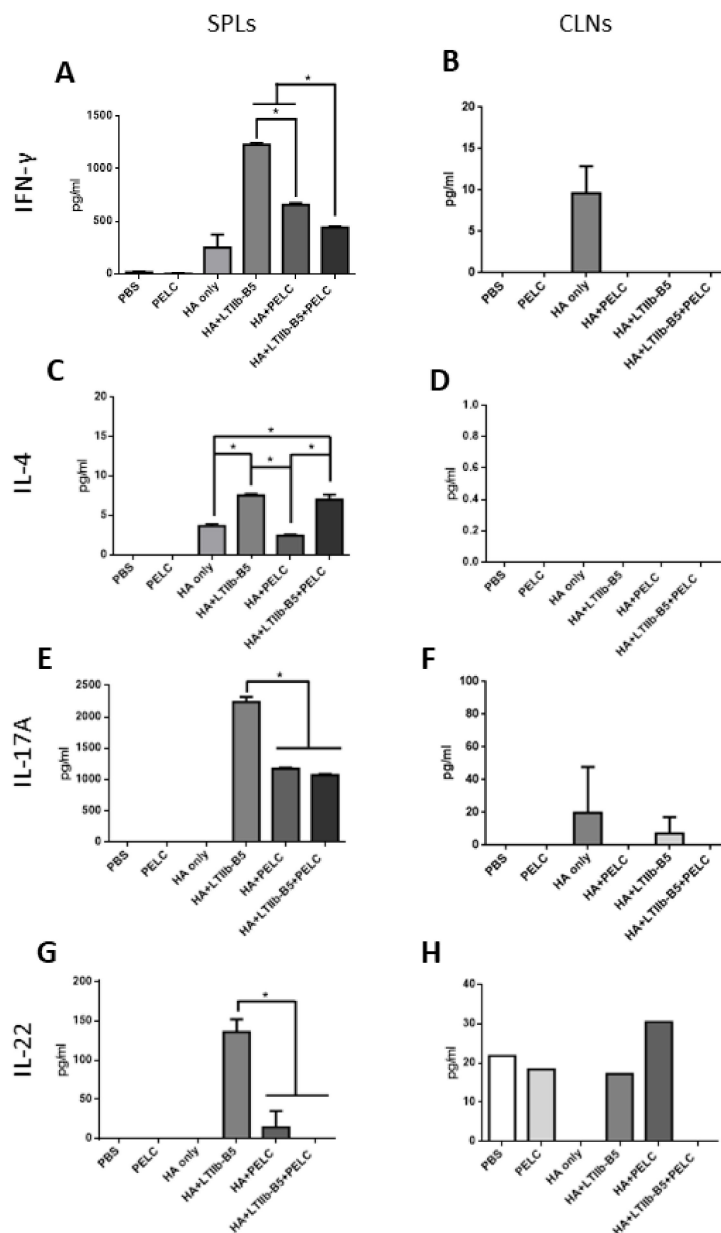 SPLs
CLNs
A
IFN-γ
pg/ml
1500
1000
500
0
*
*
PBS
PELC
HA only
HA+LTIIb-B5
HA+PELC
HA+LTIIb-B5+PELC
B
pg/ml
20
15
10
5
0
PBS
PELC
HA only
HA+PELC
HA+LTIIb-B5
HA+LTIIb-B5+PELC
C
IL-4
pg/ml
20
15
10
5
0
*
*
*
*
PBS
PELC
HA only
HA+LTIIb-B5
HA+PELC
HA+LTIIb-B5+PELC
D
pg/ml
1.0
0.8
0.6
0.4
0.2
0.0
PBS
PELC
HA only
HA+LTIIb-B5
HA+PELC
HA+LTIIb-B5+PELC
E
IL-17A
pg/ml
2500
2000
1500
1000
500
0
*
PBS
PELC
HA only
HA+LTIIb-B5
HA+PELC
HA+LTIIb-B5+PELC
F
pg/ml
100
80
60
40
20
0
PBS
PELC
HA only
HA+PELC
HA+LTIIb-B5
HA+LTIIb-B5+PELC
G
IL-22
pg/ml
200
150
100
50
0
*
PBS
PELC
HA only
HA+LTIIb-B5
HA+PELC
HA+LTIIb-B5+PELC
H
pg/ml
40
30
20
10
0
PBS
PELC
HA only
HA+LTIIb-B5
HA+PELC
HA+LTIIb-B5+PELC